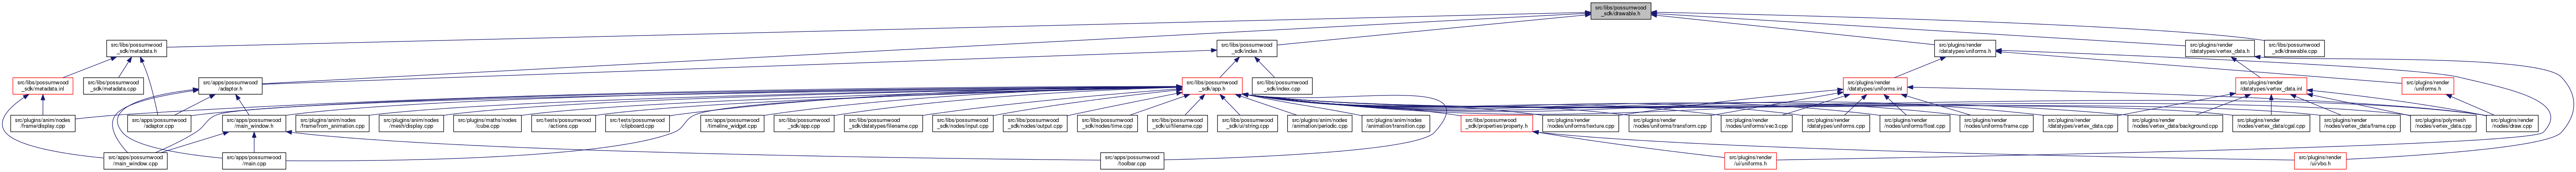 src/libs/possumwood
_sdk/drawable.h
src/libs/possumwood
_sdk/metadata.h
src/libs/possumwood
_sdk/index.h
src/plugins/render
/datatypes/uniforms.h
src/plugins/render
/datatypes/vertex_data.h
src/libs/possumwood
_sdk/drawable.cpp
src/libs/possumwood
_sdk/metadata.inl
src/libs/possumwood
_sdk/metadata.cpp
src/apps/possumwood
/adaptor.h
src/libs/possumwood
_sdk/app.h
src/libs/possumwood
_sdk/index.cpp
src/plugins/render
/datatypes/uniforms.inl
src/plugins/render
/datatypes/vertex_data.inl
src/plugins/render
/uniforms.h
src/plugins/anim/nodes
/frame/display.cpp
src/apps/possumwood
/adaptor.cpp
src/apps/possumwood
/main_window.h
src/plugins/anim/nodes
/frame/from_animation.cpp
src/plugins/anim/nodes
/mesh/display.cpp
src/plugins/maths/nodes
/cube.cpp
src/tests/possumwood
/actions.cpp
src/tests/possumwood
/clipboard.cpp
src/apps/possumwood
/timeline_widget.cpp
src/libs/possumwood
_sdk/app.cpp
src/libs/possumwood
_sdk/datatypes/filename.cpp
src/libs/possumwood
_sdk/nodes/input.cpp
src/libs/possumwood
_sdk/nodes/output.cpp
src/libs/possumwood
_sdk/nodes/time.cpp
src/libs/possumwood
_sdk/ui/filename.cpp
src/libs/possumwood
_sdk/ui/string.cpp
src/plugins/anim/nodes
/animation/periodic.cpp
src/plugins/anim/nodes
/animation/transition.cpp
src/libs/possumwood
_sdk/properties/property.h
src/plugins/render
/nodes/uniforms/texture.cpp
src/plugins/render
/nodes/uniforms/transform.cpp
src/plugins/render
/nodes/uniforms/vec3.cpp
src/plugins/render
/datatypes/uniforms.cpp
src/plugins/render
/nodes/uniforms/float.cpp
src/plugins/render
/nodes/uniforms/frame.cpp
src/plugins/render
/datatypes/vertex_data.cpp
src/plugins/render
/nodes/vertex_data/background.cpp
src/plugins/render
/nodes/vertex_data/cgal.cpp
src/plugins/render
/nodes/vertex_data/frame.cpp
src/plugins/polymesh
/nodes/vertex_data.cpp
src/plugins/render
/nodes/draw.cpp
src/apps/possumwood
/main_window.cpp
src/apps/possumwood
/main.cpp
src/apps/possumwood
/toolbar.cpp
src/plugins/render
/ui/uniforms.h
src/plugins/render
/ui/vbo.h